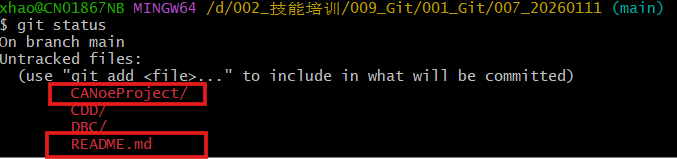 xhao@CNO1867NB MINGW64 /d/002_技能培训/009_Git/001_Git/007_20260111 (main)
$ git status
On branch main
Untracked files:
  (use "git add <file>..." to include in what will be committed)
        CANoeProject/
        CDD/
        DBC/
        README.md